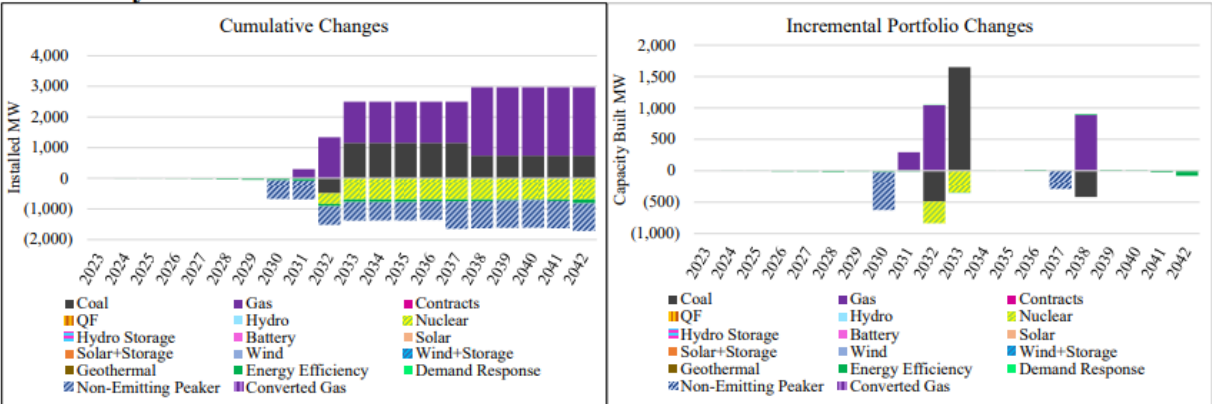 Cumulative Changes
Installed MW
4,000
3,000
2,000
1,000
0
(1,000)
(2,000)
2023 2024 2025 2026 2027 2028 2029 2030 2031 2032 2033 2034 2035 2036 2037 2038 2039 2040 2041 2042
Coal Gas Contracts
QF Hydro Nuclear
Hydro Storage Battery Solar
Solar+Storage Wind Wind+Storage
Geothermal Energy Efficiency Demand Response
Non-Emitting Peaker Converted Gas
Incremental Portfolio Changes
Capacity Built MW
2,000
1,500
1,000
500
0
(500)
(1,000)
2023 2024 2025 2026 2027 2028 2029 2030 2031 2032 2033 2034 2035 2036 2037 2038 2039 2040 2041 2042
Coal Gas Contracts
QF Hydro Nuclear
Hydro Storage Battery Solar
Solar+Storage Wind Wind+Storage
Geothermal Energy Efficiency Demand Response
Non-Emitting Peaker Converted Gas